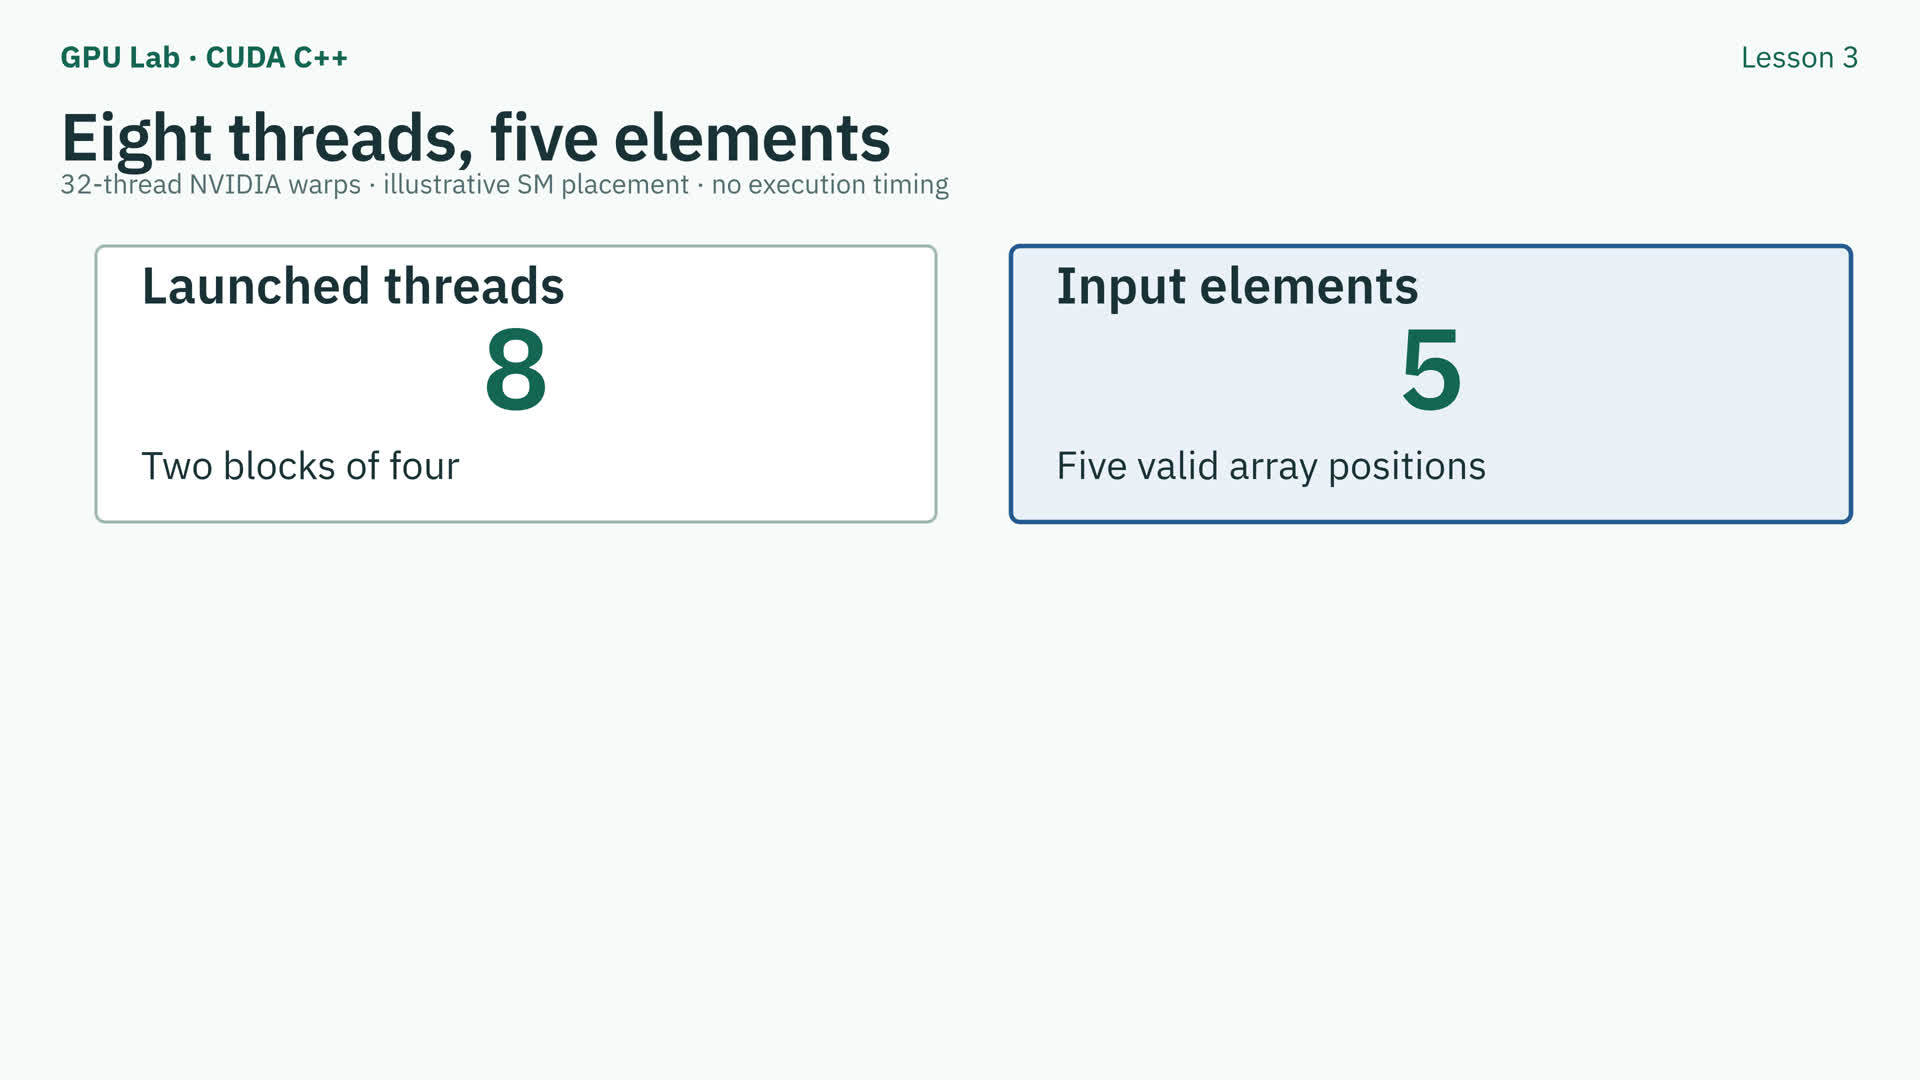 GPU Lab · CUDA C++
Lesson 3
Eight threads, five elements
32-thread NVIDIA warps · illustrative SM placement · no execution timing
Launched threads
8
Two blocks of four
Input elements
5
Five valid array positions